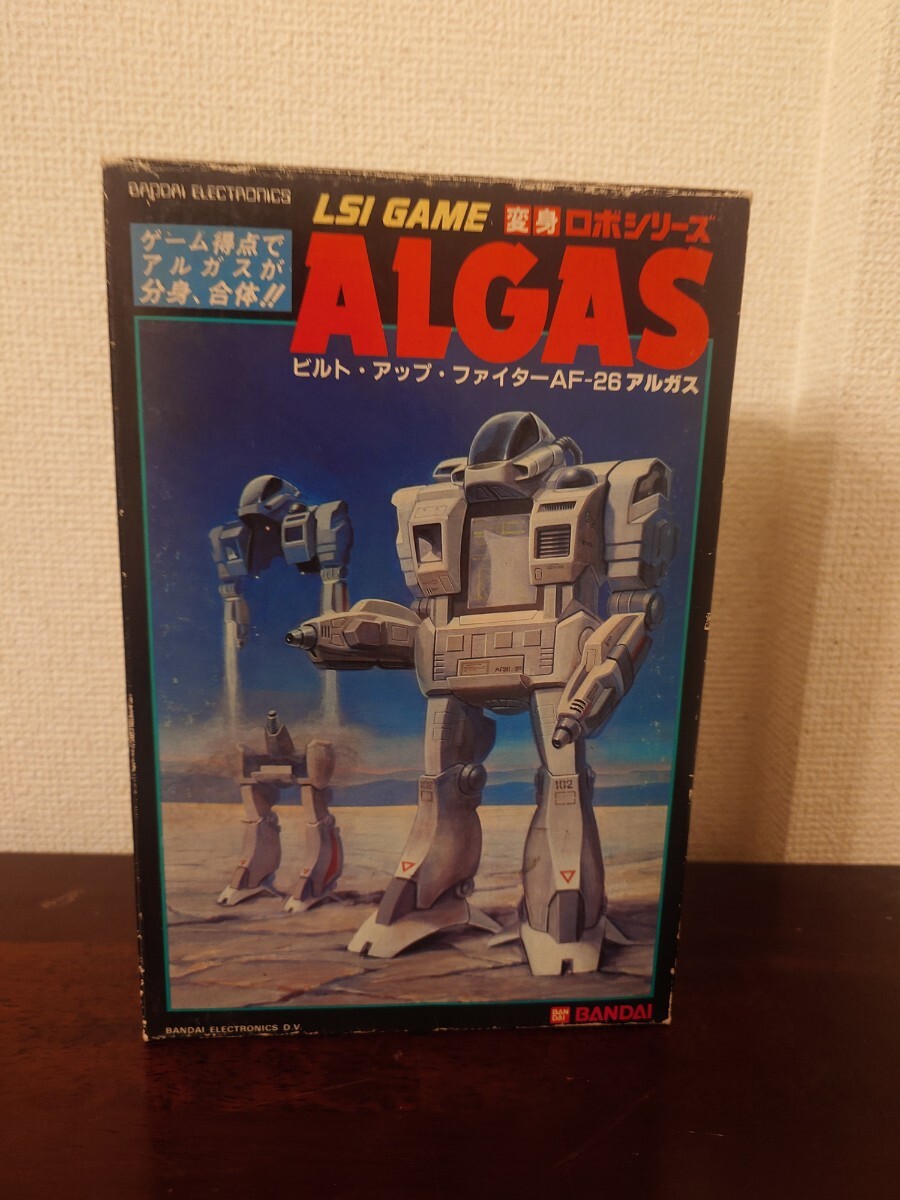 BANDAI ELECTRONICS
LSI GAME 変身ロボシリーズ
ゲーム得点で
アルガスが
分身、合体!!
ALGAS
ビルト・アップ・ファイターAF-26アルガス
102
BANDAI ELECTRONICS D.V.
BAN
DAI
BANDAI